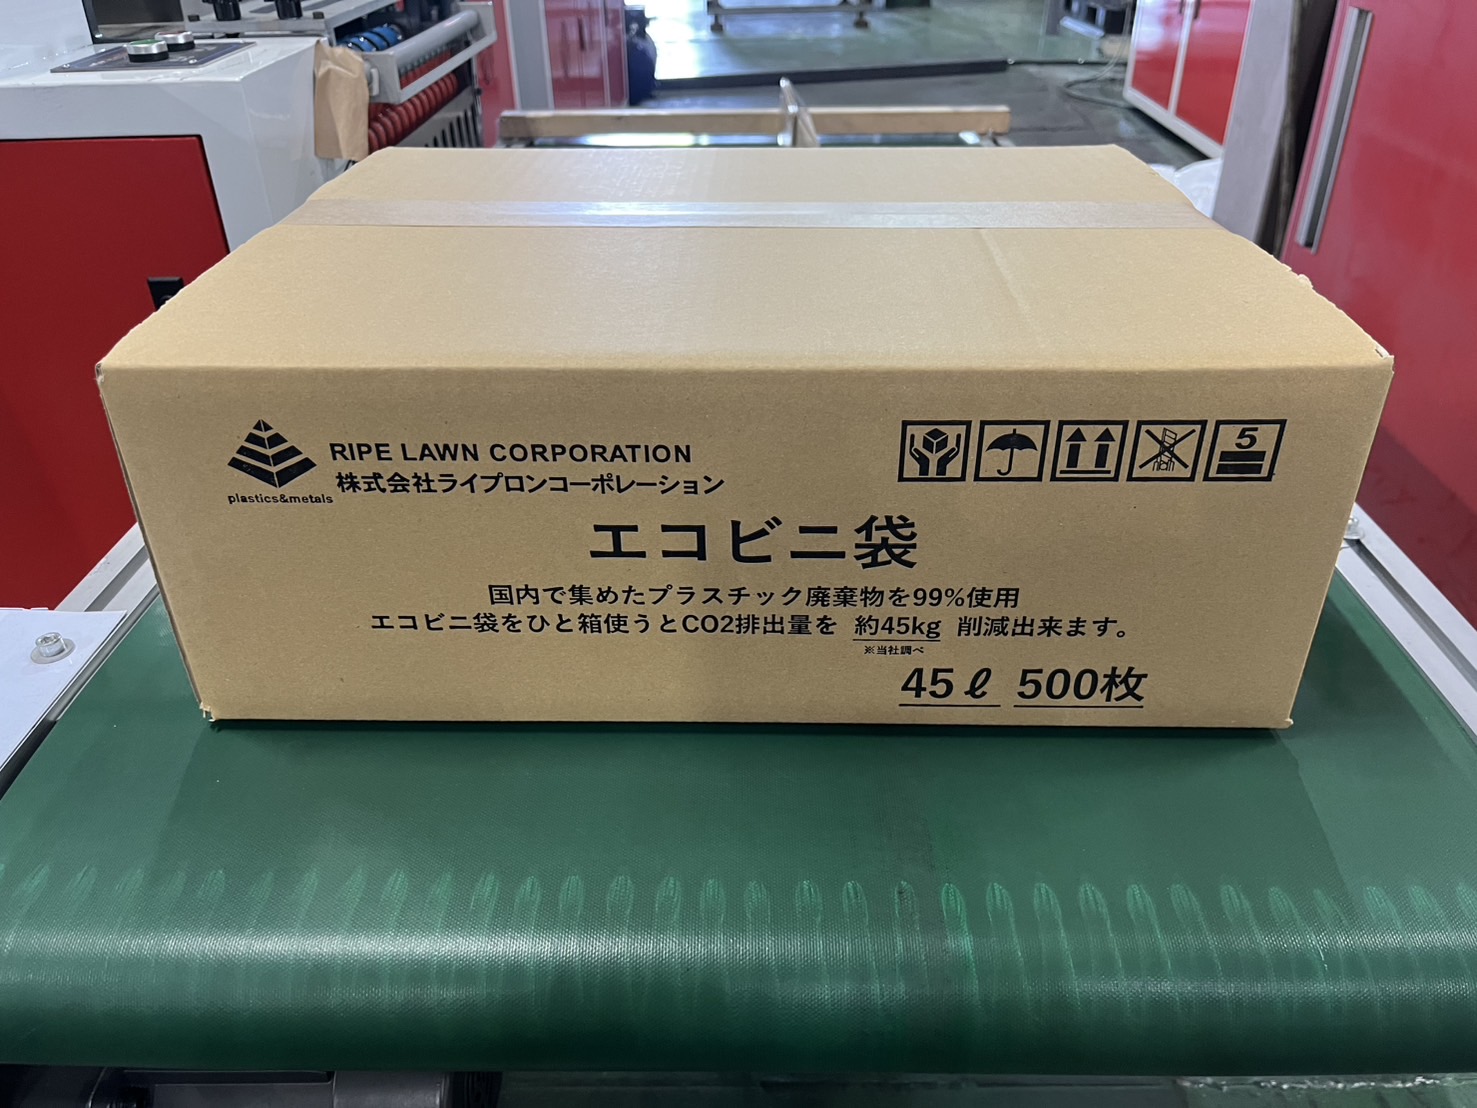 RIPE LAWN CORPORATION
plastics&metals
株式会社ライプロンコーポレーション
5
エコビニ袋
国内で集めたプラスチック廃棄物を99%使用
エコビニ袋をひと箱使うとCO2排出量を 約45kg 削減出来ます。
※当社調べ
45ℓ 500枚